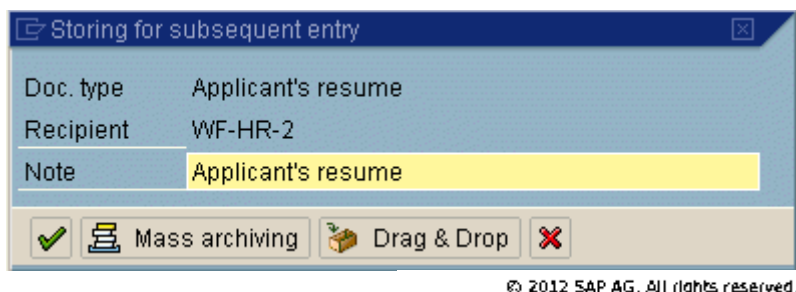 Storing for subsequent entry
Doc. type Applicant's resume
Recipient WF-HR-2
Note Applicant's resume
Mass archiving Drag & Drop
© 2012 SAP AG. All rights reserved